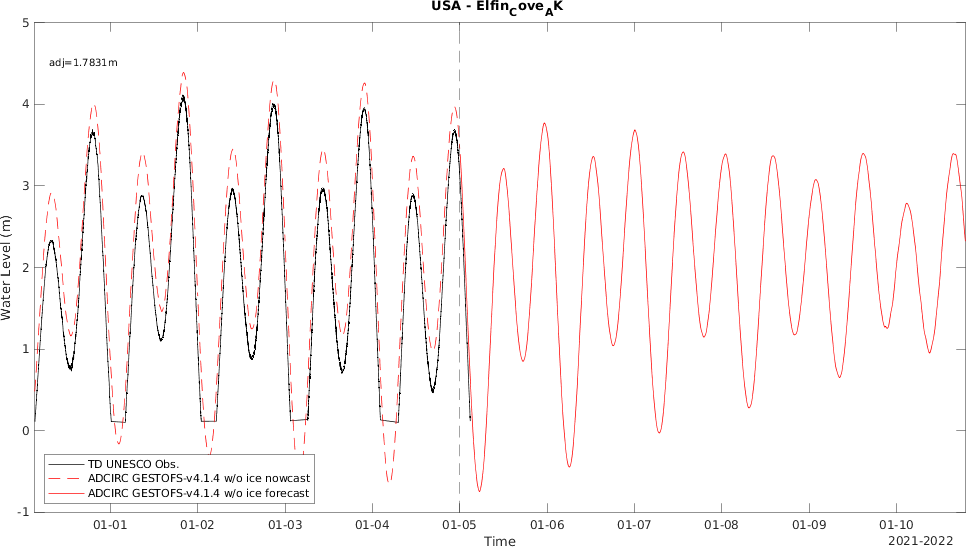 USA - Elfin_Cove_AK
adj=1.7831m
5
4
3
2
1
0
-1
Water Level (m)
TD UNESCO Obs.
ADCIRC GESTOFS-v4.1.4 w/o ice nowcast
ADCIRC GESTOFS-v4.1.4 w/o ice forecast
01-01 01-02 01-03 01-04 01-05 01-06 01-07 01-08 01-09 01-10
Time
2021-2022